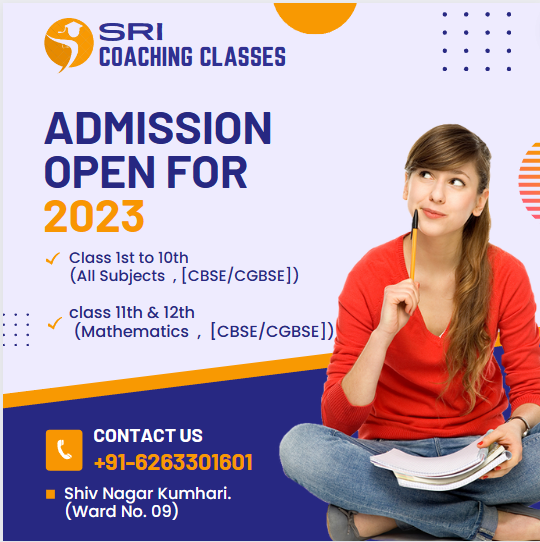 SRI
COACHING CLASSES
ADMISSION
OPEN FOR
2023
Class 1st to 10th
(All Subjects , [CBSE/CGBSE])
class 11th & 12th
(Mathematics , [CBSE/CGBSE])
CONTACT US
+91-6263301601
Shiv Nagar Kumhari.
(Ward No. 09)